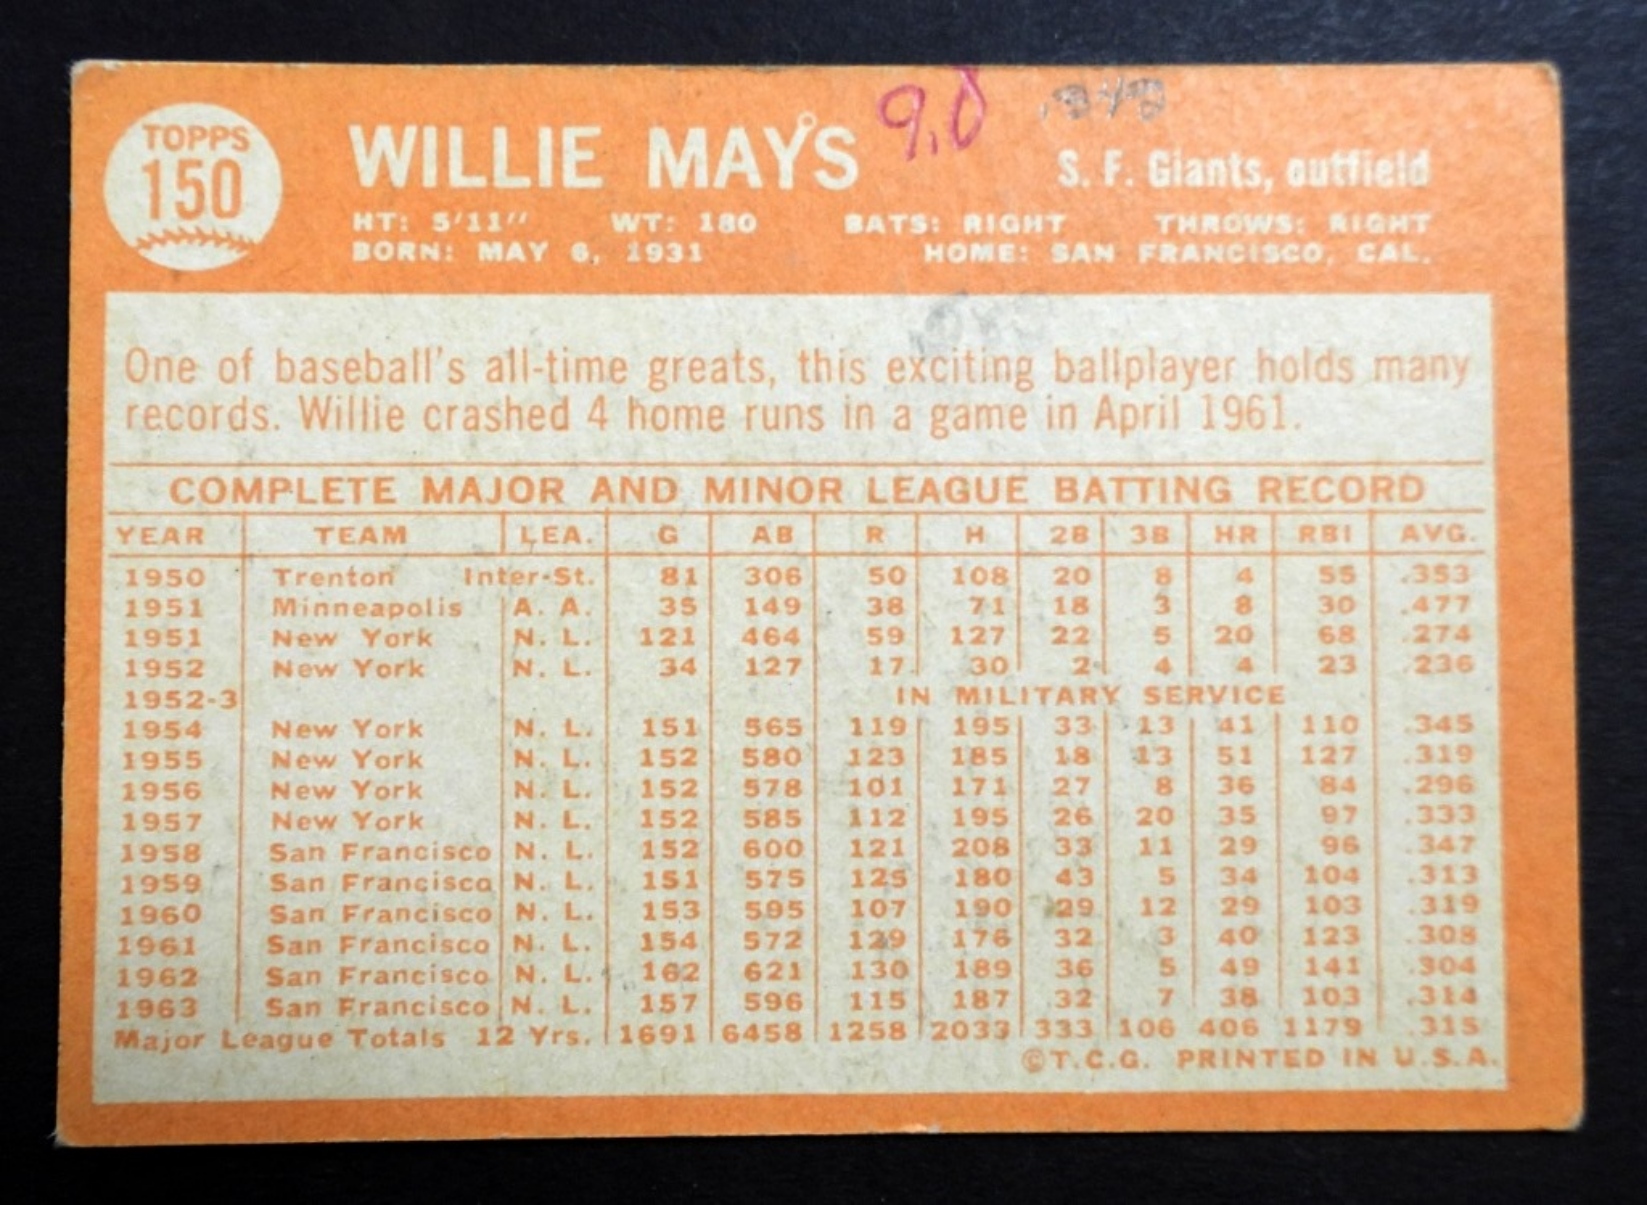 TOPPS
150
WILLIE MAYS
9.0
S. F. Giants, outfield
HT: 5'11" WT: 180 BATS: RIGHT THROWS: RIGHT
BORN: MAY 6, 1931 HOME: SAN FRANCISCO, CAL.
One of baseball's all-time greats, this exciting ballplayer holds many
records. Willie crashed 4 home runs in a game in April 1961.
COMPLETE MAJOR AND MINOR LEAGUE BATTING RECORD
YEAR TEAM LEA. G AB R H 2B 3B HR RBI AVG.
1950 Trenton Inter-St. 81 306 50 108 20 8 4 55 .353
1951 Minneapolis A. A. 35 149 38 71 18 3 8 30 .477
1951 New York N. L. 121 464 59 127 22 5 20 68 .274
1952 New York N. L. 34 127 17 30 2 4 4 23 .236
1952-3 IN MILITARY SERVICE
1954 New York N. L. 151 565 119 195 33 13 41 110 .345
1955 New York N. L. 152 580 123 185 18 13 51 127 .319
1956 New York N. L. 152 578 101 171 27 8 36 84 .296
1957 New York N. L. 152 585 112 195 26 20 35 97 .333
1958 San Francisco N. L. 152 600 121 208 33 11 29 96 .347
1959 San Francisco N. L. 151 575 125 180 43 5 34 104 .313
1960 San Francisco N. L. 153 595 107 190 29 12 29 103 .319
1961 San Francisco N. L. 154 572 129 176 32 3 40 123 .308
1962 San Francisco N. L. 162 621 130 189 36 5 49 141 .304
1963 San Francisco N. L. 157 596 115 187 32 7 38 103 .314
Major League Totals 12 Yrs. 1691 6458 1258 2033 333 106 406 1179 .315
©T.C.G. PRINTED IN U.S.A.